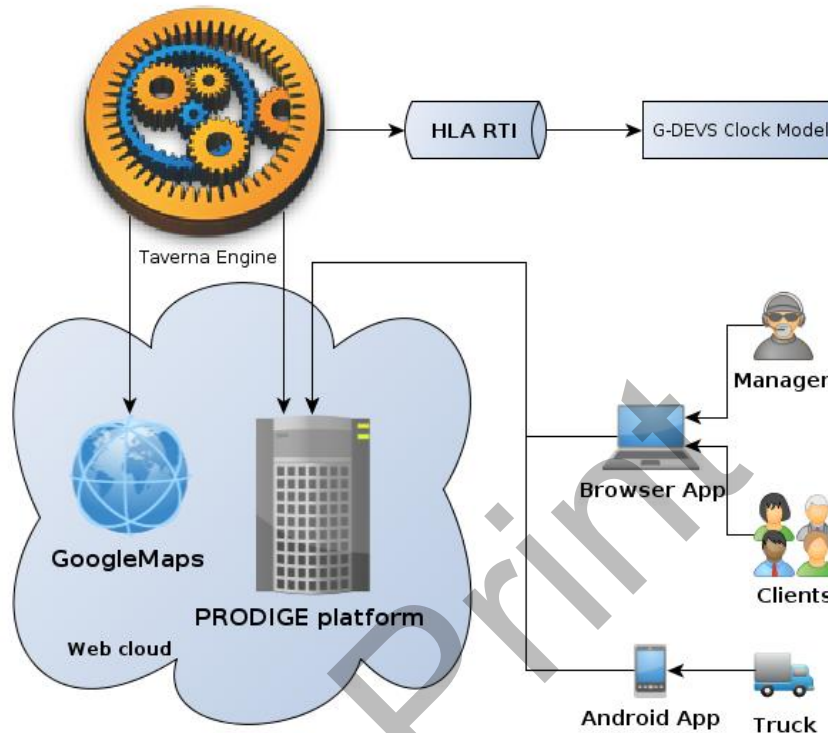 HLA RTI
G-DEVS Clock Model
Taverna Engine
Manager
Browser App
GoogleMaps
PRODIGE platform
Clients
Web cloud
Android App
Truck
Print